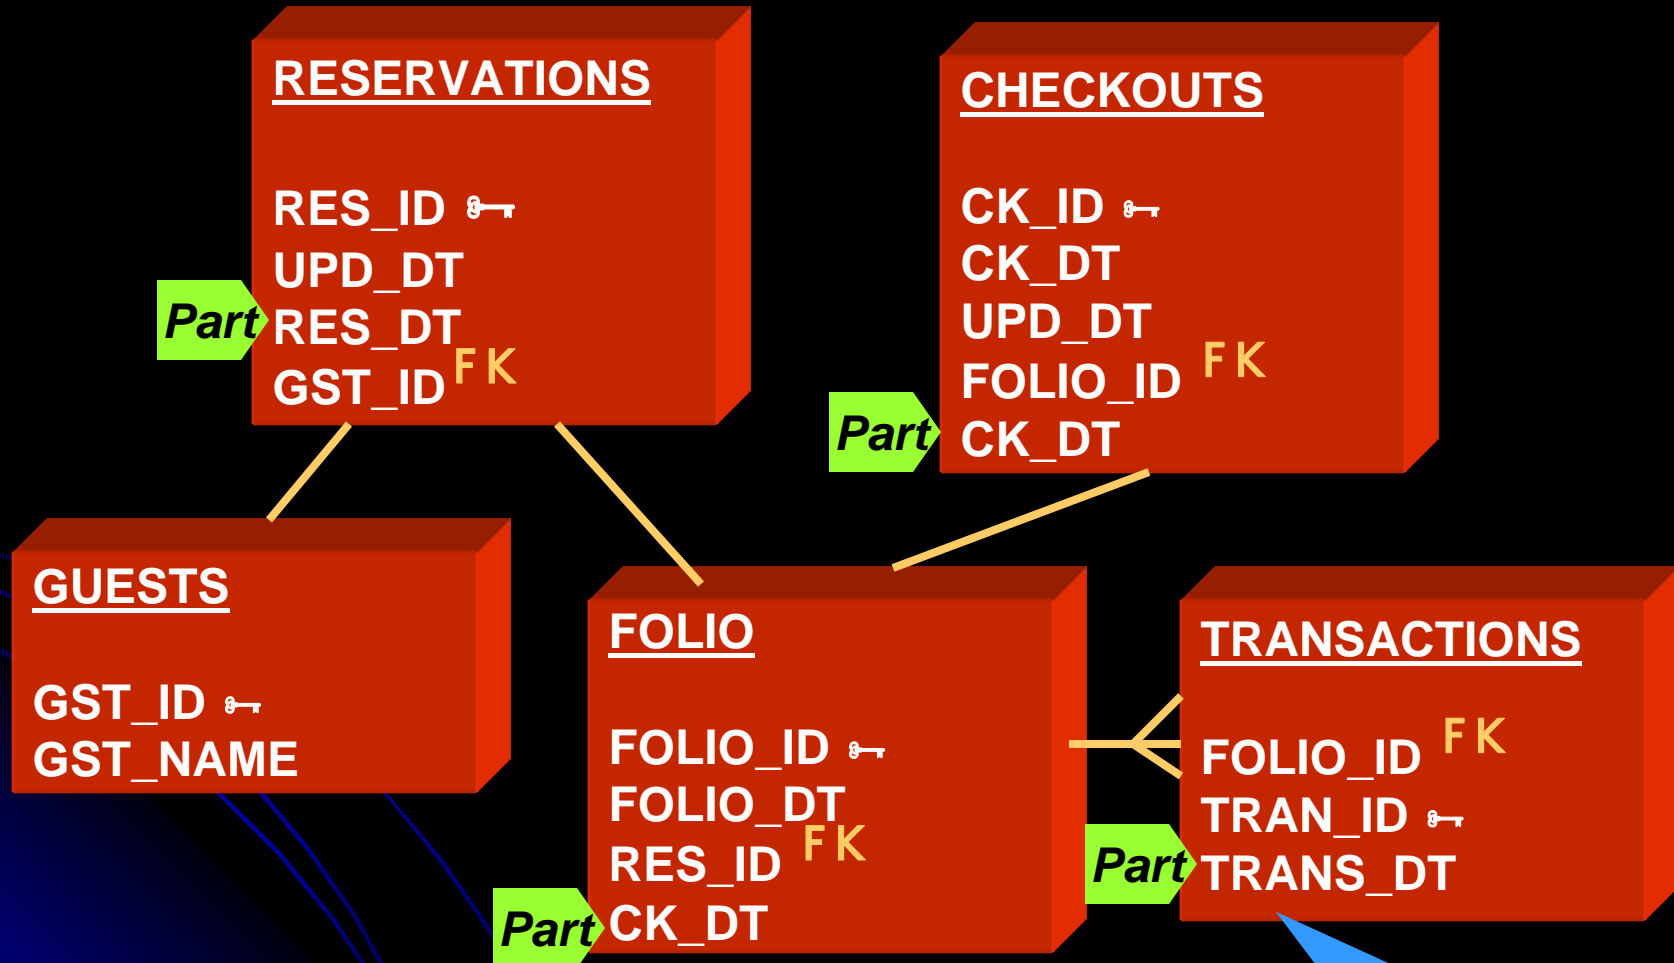 RESERVATIONS
RES_ID
UPD_DT
Part RES_DT
GST_ID FK
CHECKOUTS
CK_ID
CK_DT
UPD_DT
FOLIO_ID FK
Part CK_DT
GUESTS
GST_ID
GST_NAME
FOLIO
FOLIO_ID
FOLIO_DT
RES_ID FK
Part CK_DT
TRANSACTIONS
FOLIO_ID FK
TRAN_ID
Part TRANS_DT